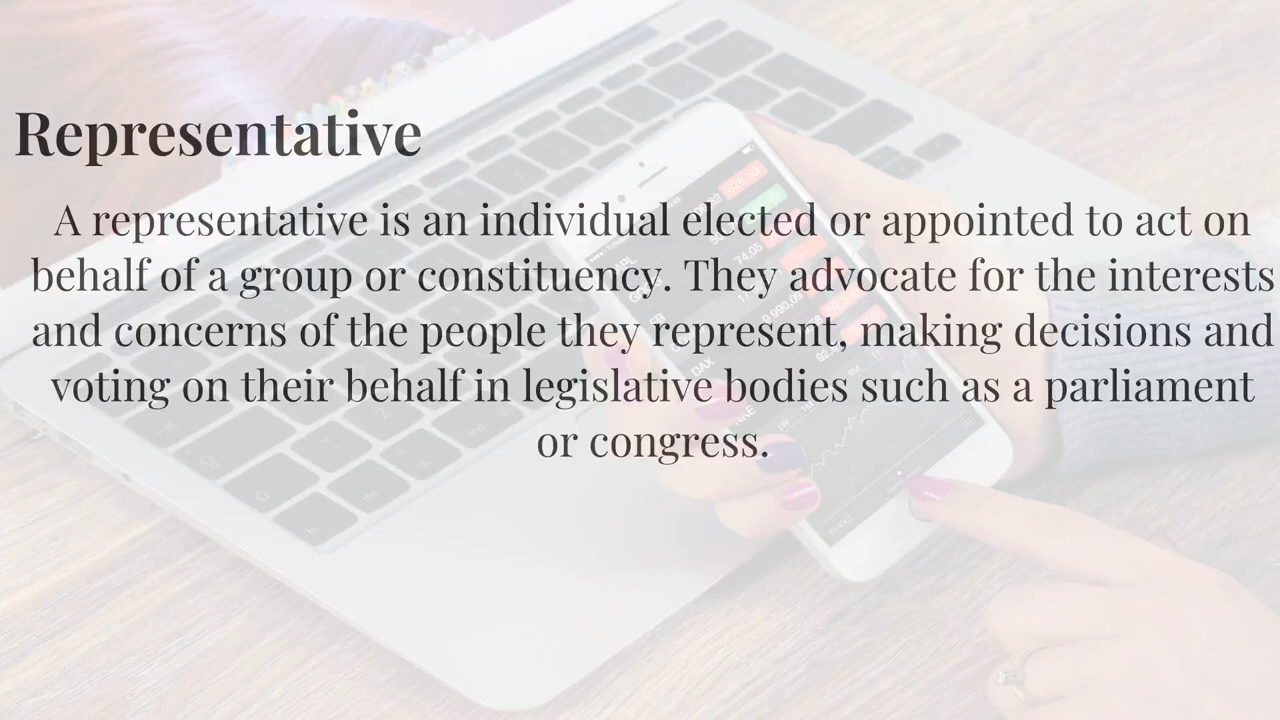 Representative
A representative is an individual elected or appointed to act on
behalf of a group or constituency. They advocate for the interests
and concerns of the people they represent, making decisions and
voting on their behalf in legislative bodies such as a parliament
or congress.